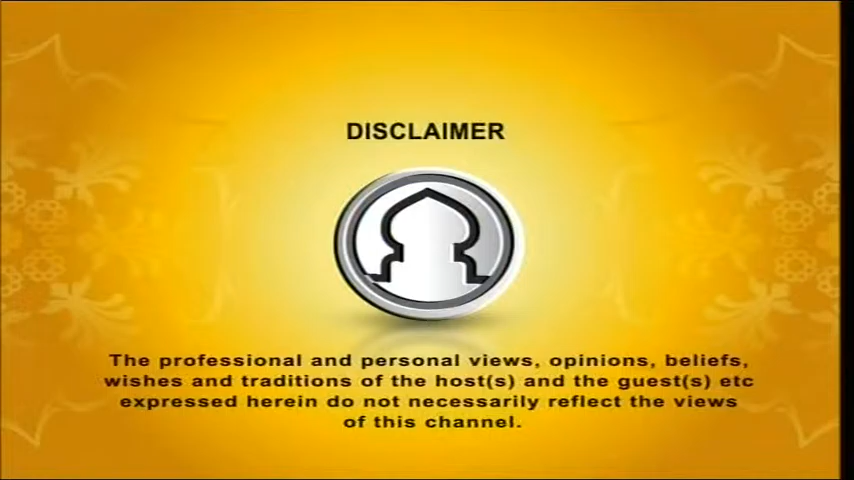 DISCLAIMER
The professional and personal views, opinions, beliefs,
wishes and traditions of the host(s) and the guest(s) etc
expressed herein do not necessarily reflect the views
of this channel.